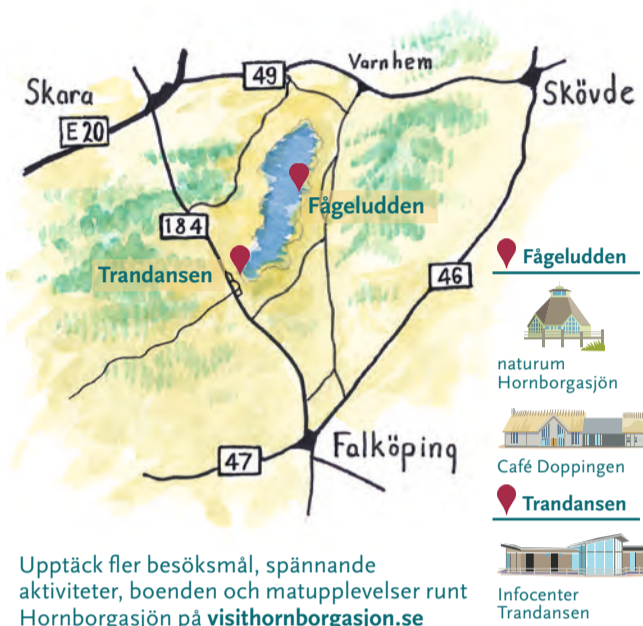 Varnhem
49
Skara
Skövde
E20
Fågeludden
184
Trandansen
46
Fågeludden
naturum
Hornborgasjön
Café Doppingen
47
Falköping
Trandansen
Infocenter
Trandansen
Upptäck fler besöksmål, spännande
aktiviteter, boenden och matupplevelser runt
Hornborgasjön på visithornborgasjon.se